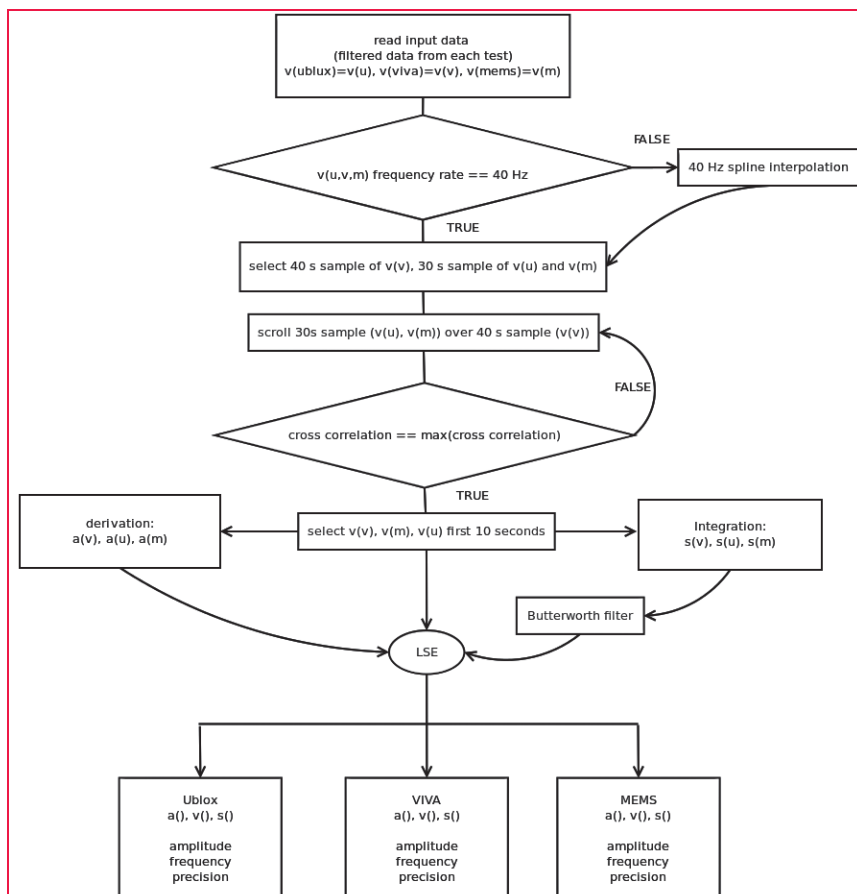 read input data
(filtered data from each test)
v(ublux)=v(u), v(viva)=v(v), v(mems)=v(m)
FALSE
v(u,v,m) frequency rate == 40 Hz
40 Hz spline interpolation
TRUE
select 40 s sample of v(v), 30 s sample of v(u) and v(m)
scroll 30s sample (v(u), v(m)) over 40 s sample (v(v))
FALSE
cross correlation == max(cross correlation)
TRUE
derivation:
a(v), a(u), a(m)
select v(v), v(m), v(u) first 10 seconds
Integration:
s(v), s(u), s(m)
Butterworth filter
LSE
Ublox
a(), v(), s()
amplitude
frequency
precision
VIVA
a(), v(), s()
amplitude
frequency
precision
MEMS
a(), v(), s()
amplitude
frequency
precision